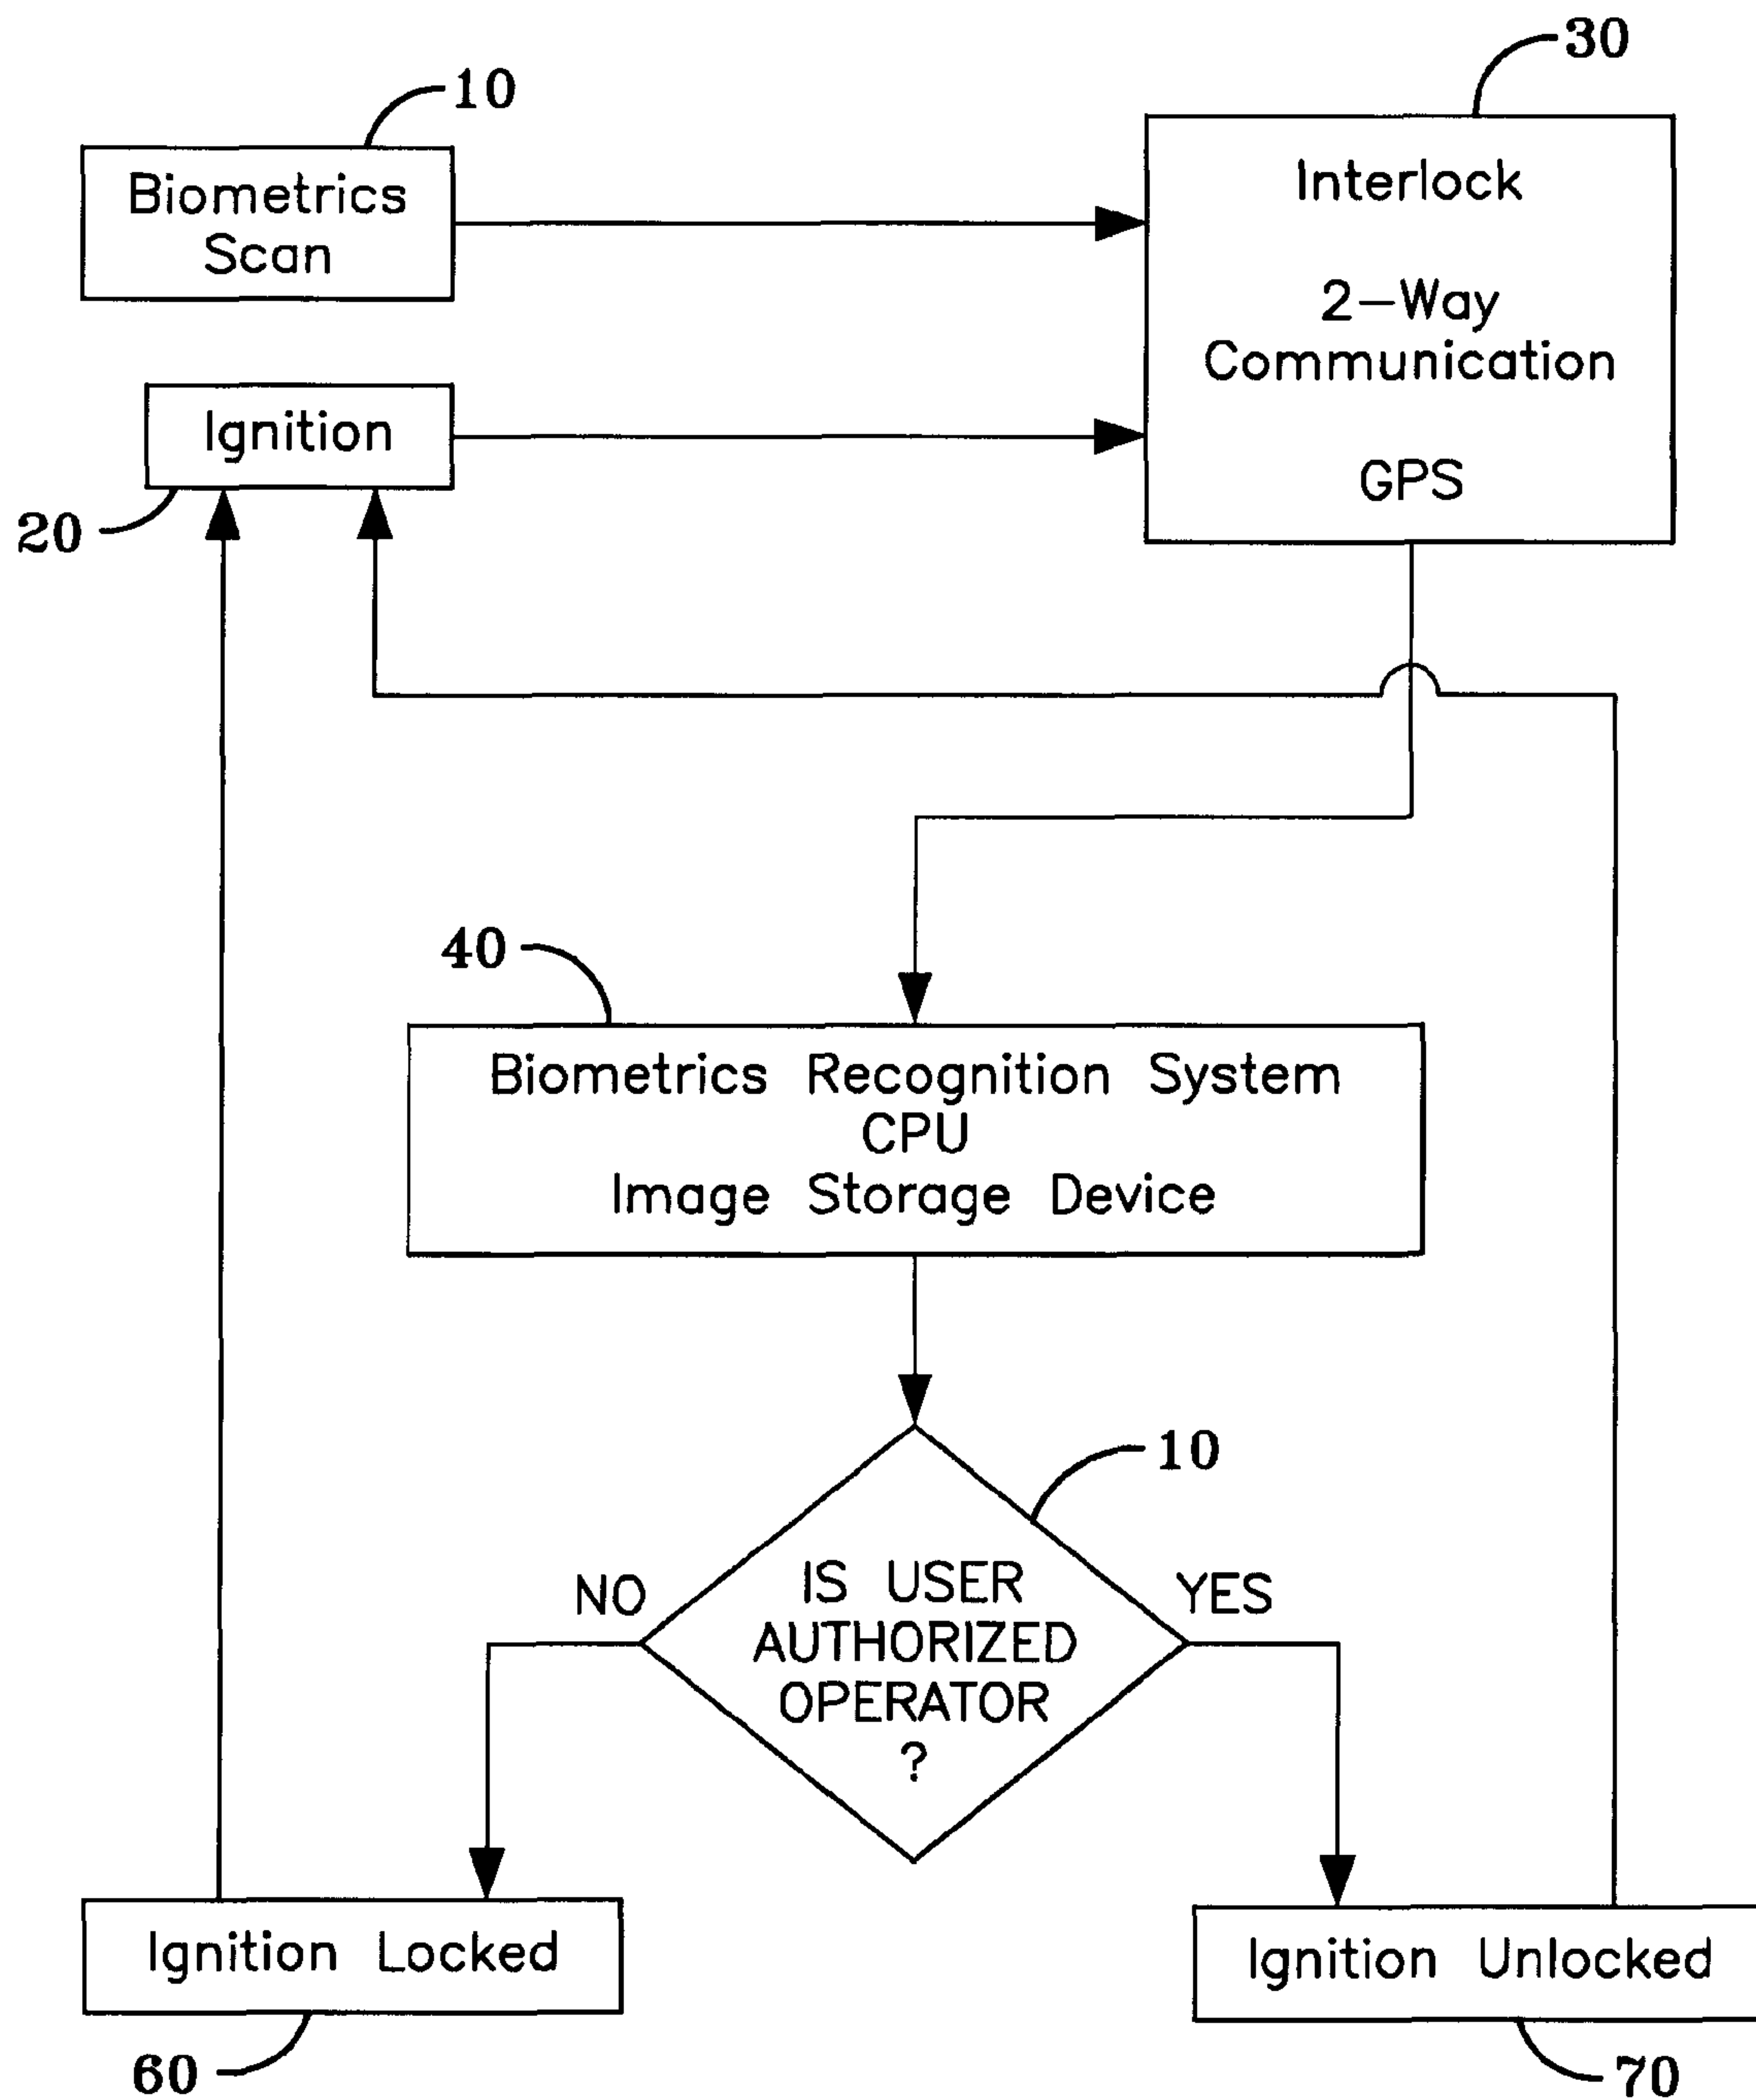 30
10
Biometrics
Scan
Interlock
2-Way
Communication
GPS
Ignition
20
40
Biometrics Recognition System
CPU
Image Storage Device
10
NO
YES
IS USER
AUTHORIZED
OPERATOR
?
Ignition Locked
Ignition Unlocked
60
70